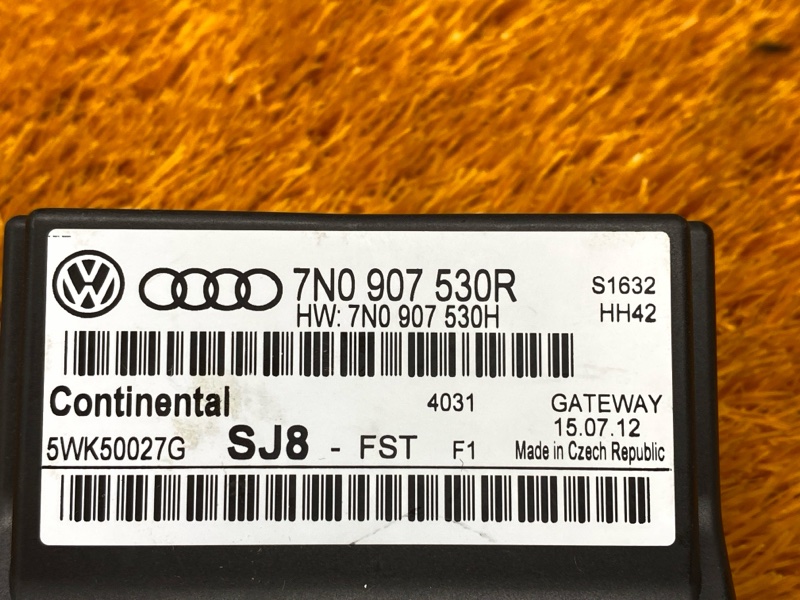 7N0 907 530R
S1632
HW: 7N0 907 530H
HH42
Continental
4031
GATEWAY
15.07.12
5WK50027G SJ8 - FST F1
Made in Czech Republic